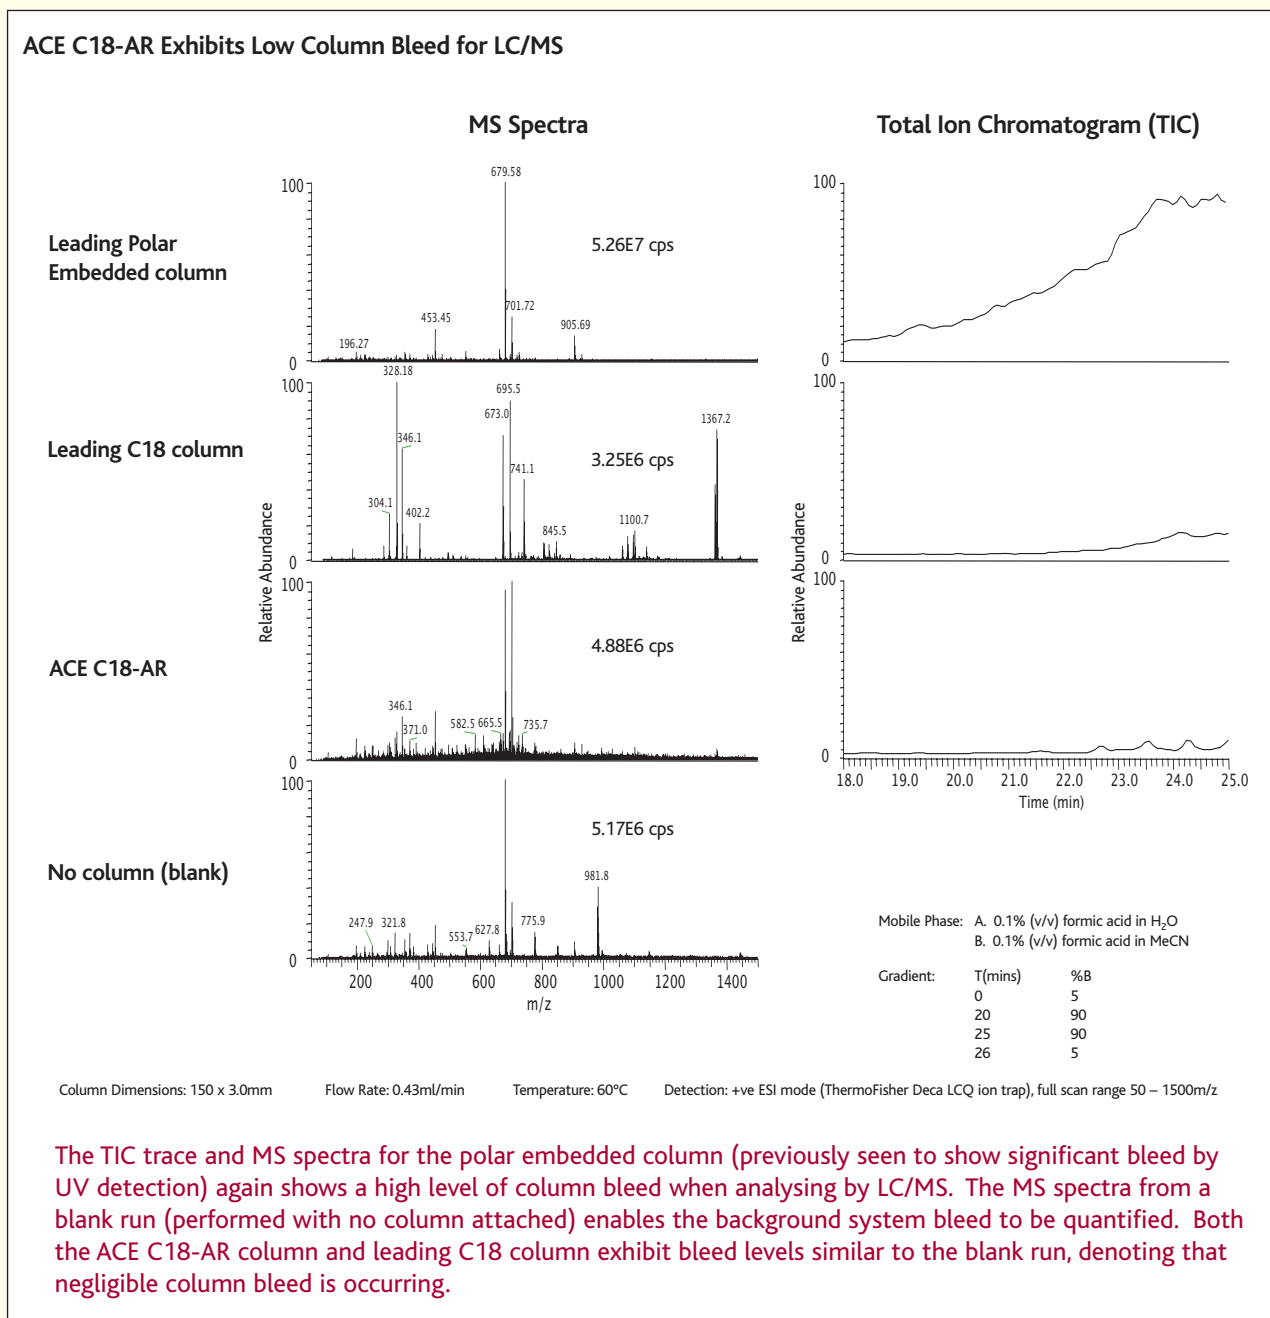 ACE C18-AR Exhibits Low Column Bleed for LC/MS
MS Spectra
Total Ion Chromatogram (TIC)
Leading Polar
Embedded column
100
0
679.58
5.26E7 cps
701.72
453.45
905.69
196.27
100
0
Leading C18 column
100
0
328.18
695.5
673.0
1367.2
346.1
3.25E6 cps
741.1
304.1
402.2
1100.7
845.5
100
0
Relative Abundance
Relative Abundance
ACE C18-AR
100
0
4.88E6 cps
346.1
371.0
582.5
665.5
735.7
100
0
18.0
19.0
20.0
21.0
22.0
23.0
24.0
25.0
Time (min)
No column (blank)
100
0
5.17E6 cps
981.8
247.9
321.8
553.7
627.8
775.9
200
400
600
800
1000
1200
1400
m/z
Mobile Phase: A. 0.1% (v/v) formic acid in H₂O
B. 0.1% (v/v) formic acid in MeCN
Gradient: T(mins) %B
0 5
20 90
25 90
26 5
Column Dimensions: 150 x 3.0mm Flow Rate: 0.43ml/min Temperature: 60°C Detection: +ve ESI mode (ThermoFisher Deca LCQ ion trap), full scan range 50 – 1500m/z
The TIC trace and MS spectra for the polar embedded column (previously seen to show significant bleed by
UV detection) again shows a high level of column bleed when analysing by LC/MS. The MS spectra from a
blank run (performed with no column attached) enables the background system bleed to be quantified. Both
the ACE C18-AR column and leading C18 column exhibit bleed levels similar to the blank run, denoting that
negligible column bleed is occurring.